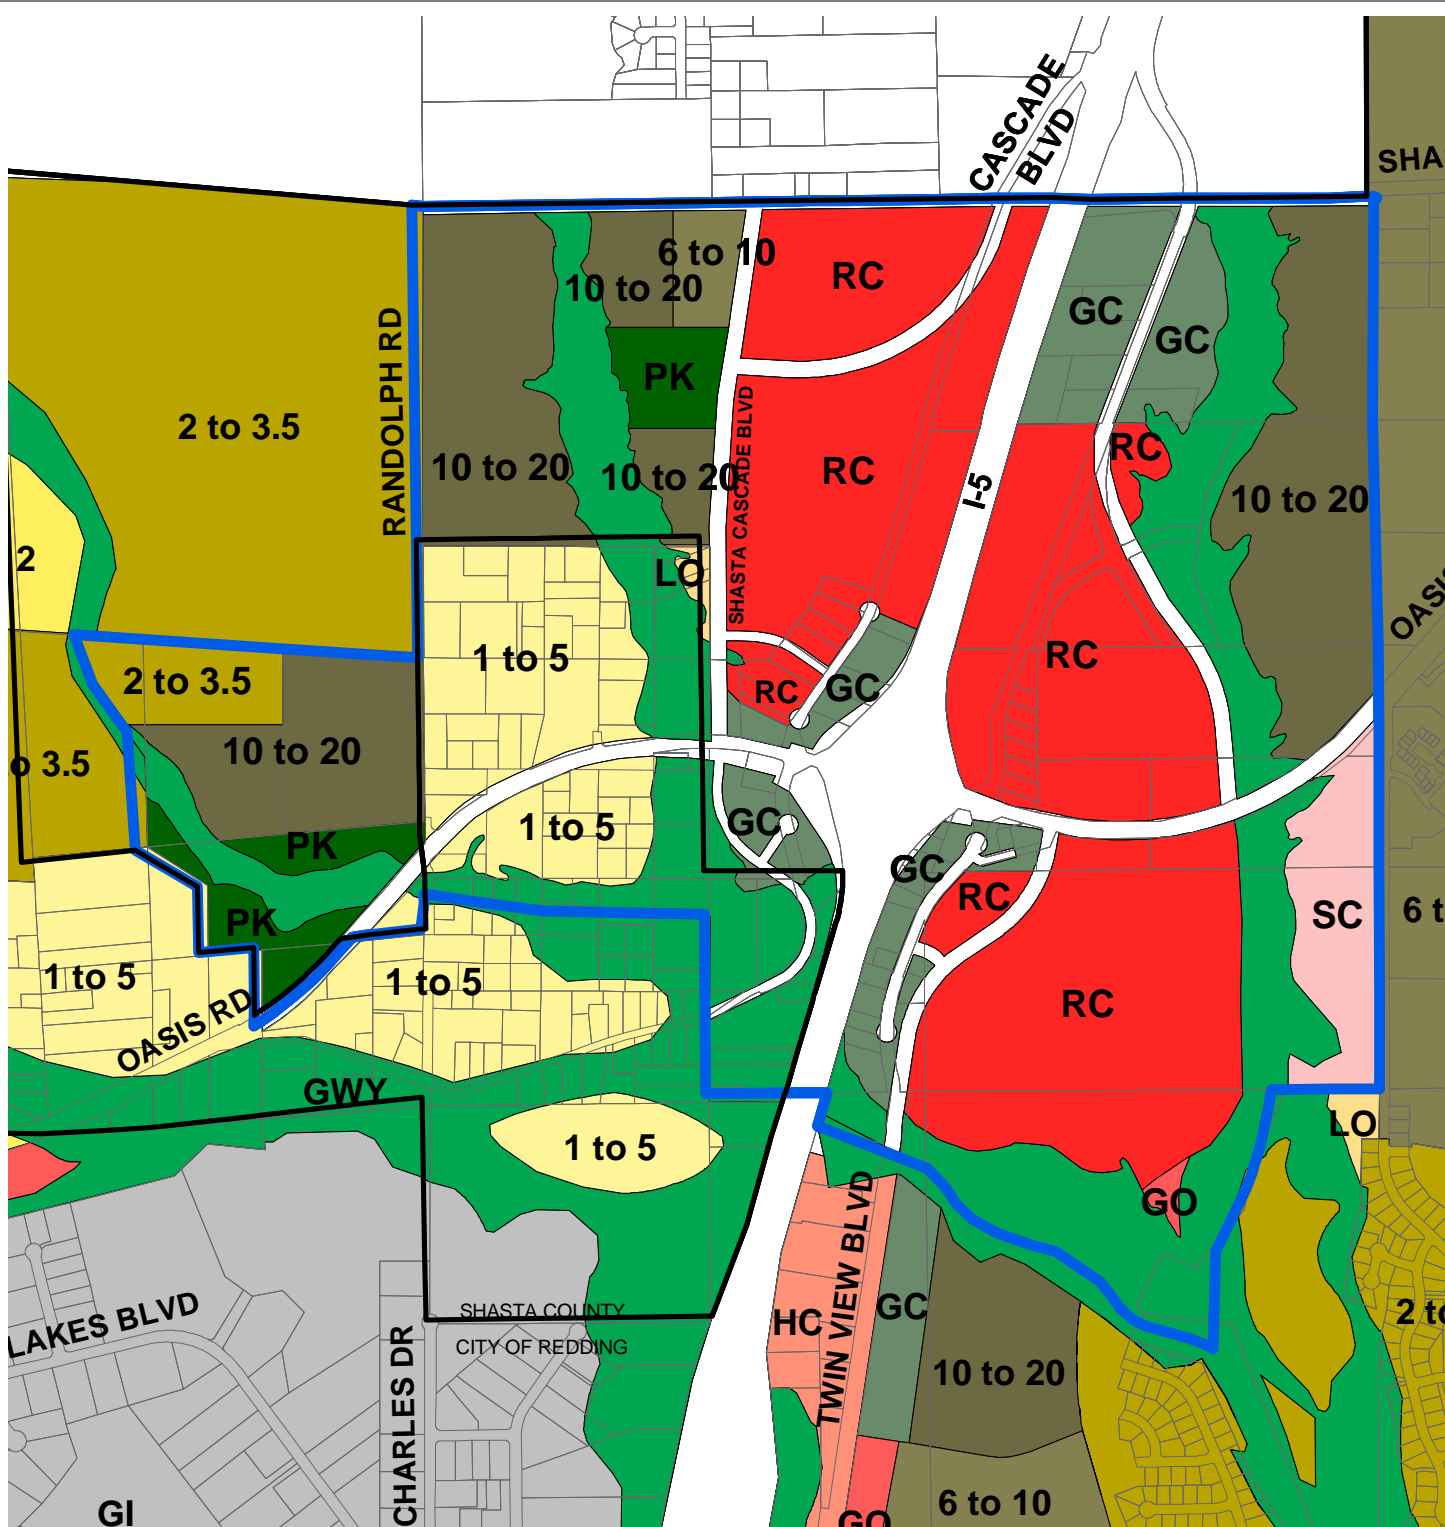 CASCADE
BLVD
SHA
6 to 10
10 to 20
RC
GC
GC
RANDOLPH RD
PK
2 to 3.5
SHASTA CASCADE BLVD
RC
10 to 20
10 to 20
RC
I-5
10 to 20
2
LO
OASIS
1 to 5
RC
2 to 3.5
RC
GC
10 to 20
o 3.5
PK
1 to 5
GC
GC
RC
SC
6 t
PK
1 to 5
1 to 5
RC
OASIS RD
GWY
1 to 5
LO
GO
TWIN VIEW BLVD
LAKES BLVD
SHASTA COUNTY
CITY OF REDDING
HC
GC
2 to
CHARLES DR
10 to 20
GI
6 to 10
GO